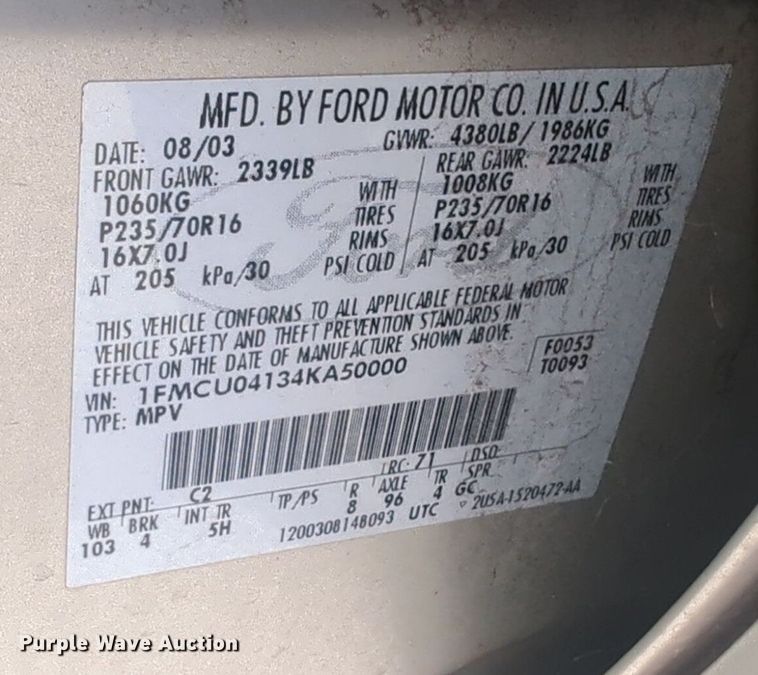 MFD. BY FORD MOTOR CO. IN U.S.A.
DATE: 08/03 GVWR: 4380LB/1986KG
FRONT GAWR: 2339LB REAR GAWR: 2224LB
1060KG WITH 1008KG WITH
P235/70R16 TIRES P235/70R16 TIRES
16X7.0J RIMS 16X7.0J RIMS
AT 205 kPa/30 PSI COLD AT 205 kPa/30 PSI COLD
THIS VEHICLE CONFORMS TO ALL APPLICABLE FEDERAL MOTOR
VEHICLE SAFETY AND THEFT PREVENTION STANDARDS IN
EFFECT ON THE DATE OF MANUFACTURE SHOWN ABOVE.
F0053
VIN: 1FMCU04134KA50000 T0093
TYPE: MPV
EXT PNT: C2 RC: 71 DSO:
WB BRK INT TR TP/PS R AXLE TR SPR
103 4 5H 8 96 4 GC
1200308148093 UTC 2U5A-1520472-AA
Ford
Purple Wave Auction